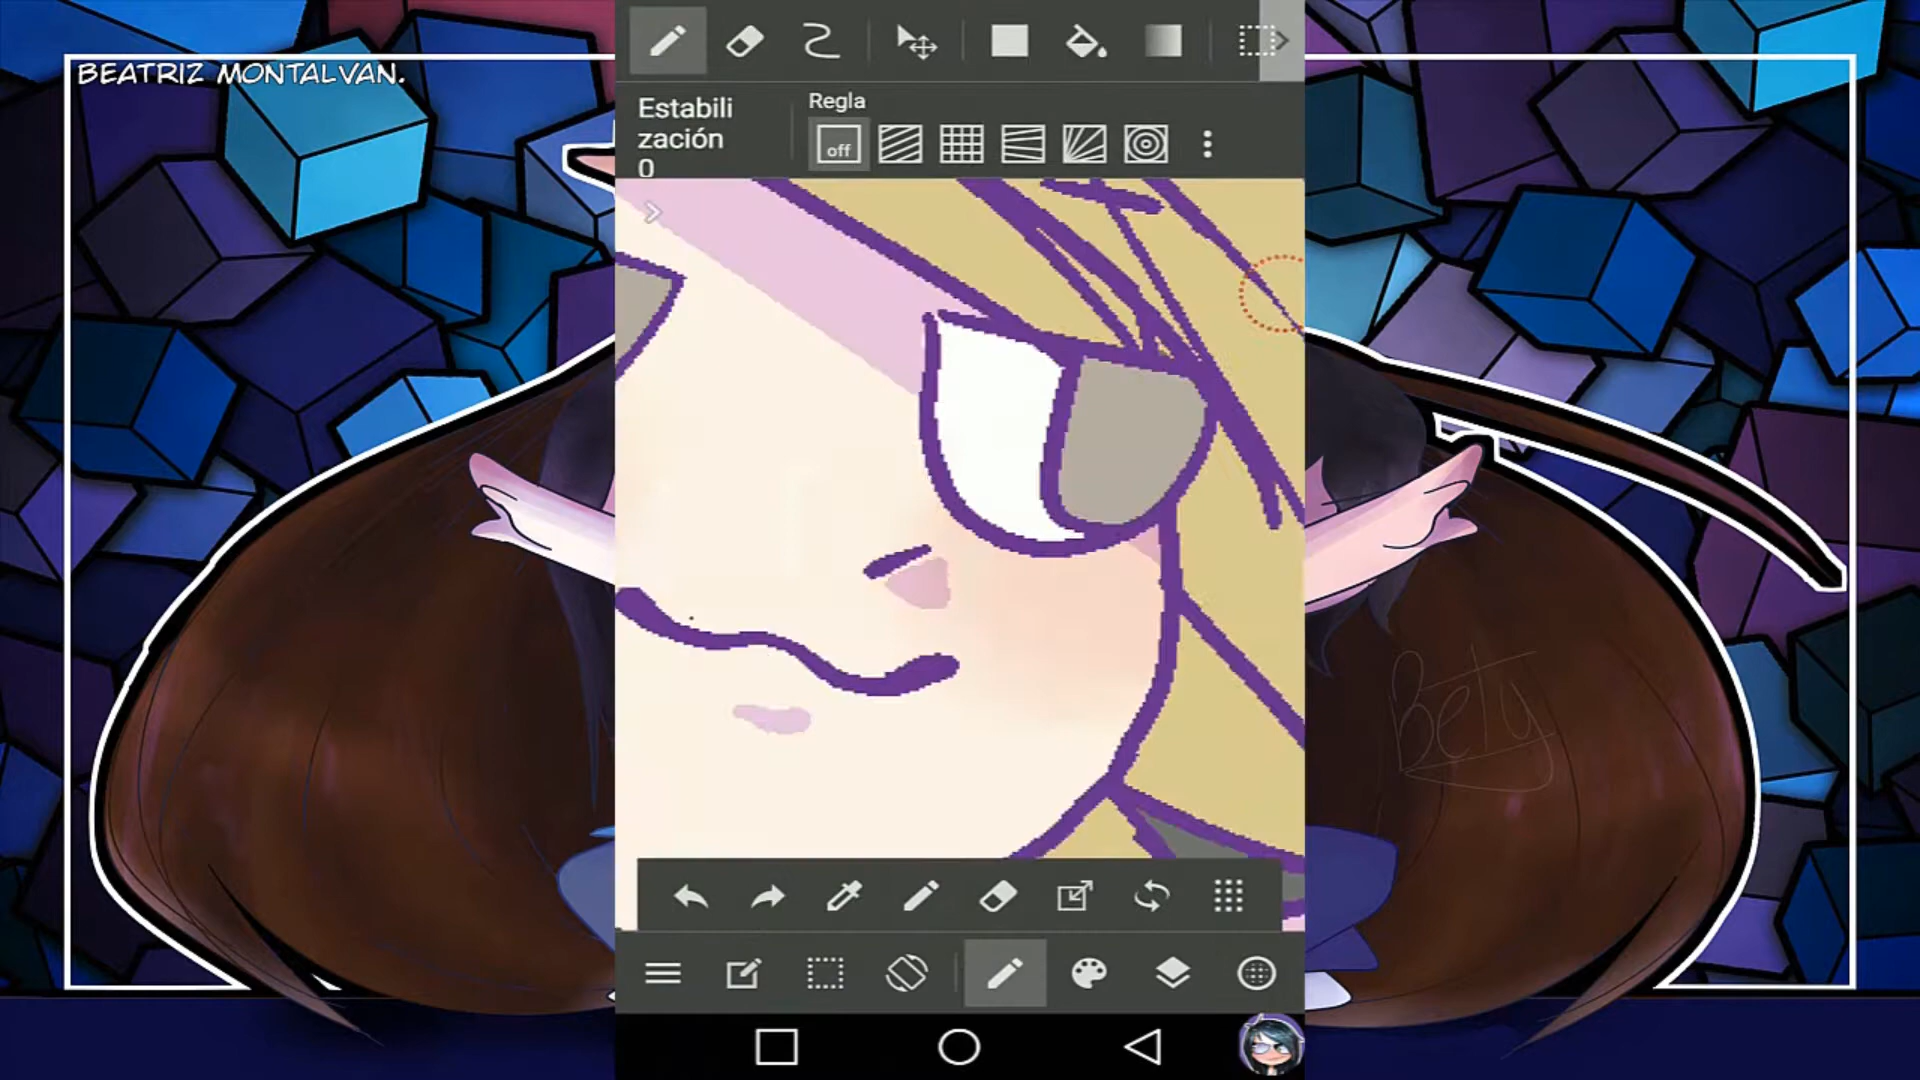 BEATRIZ MONTALVAN.
Estabili
zación
0
Regla
off
Bety